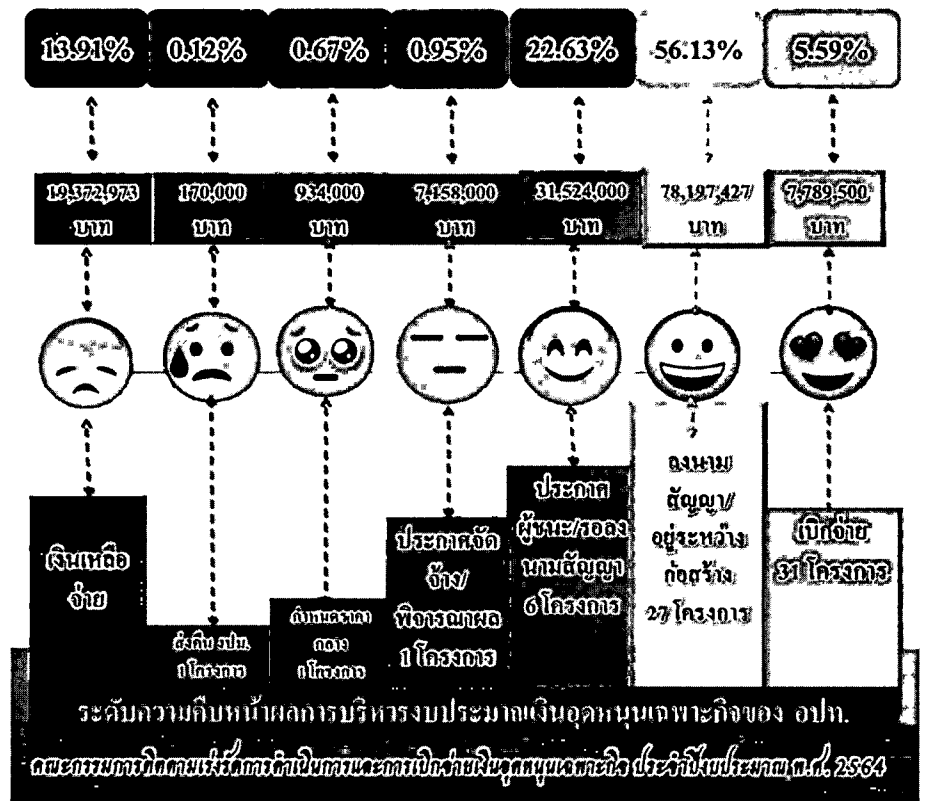 13.91% 0.12% 0.67% 0.95% 22.63% 56.13% 5.59%
19,372,973 170,000 934,000 7,158,000 31,524,000 78,197,427 7,789,500
บาท บาท บาท บาท บาท บาท บาท
เงินเหลือ
จ่าย
ส่งคืน งปม.
1 โครงการ
กำหนดราคา
กลาง
1 โครงการ
ประกาศจัด
จ้าง/
พิจารณาผล
1 โครงการ
ประกาศ
ผู้ชนะ/รอลง
นามสัญญา
6 โครงการ
ลงนาม
สัญญา/
อยู่ระหว่าง
ก่อสร้าง
27 โครงการ
เบิกจ่าย
31 โครงการ
ระดับความคืบหน้าผลการบริหารงบประมาณเงินอุดหนุนเฉพาะกิจของ อปท.
คณะกรรมการติดตามเร่งรัดการดำเนินการและการเบิกจ่ายเงินอุดหนุนเฉพาะกิจ ประจำปีงบประมาณ พ.ศ. 2564